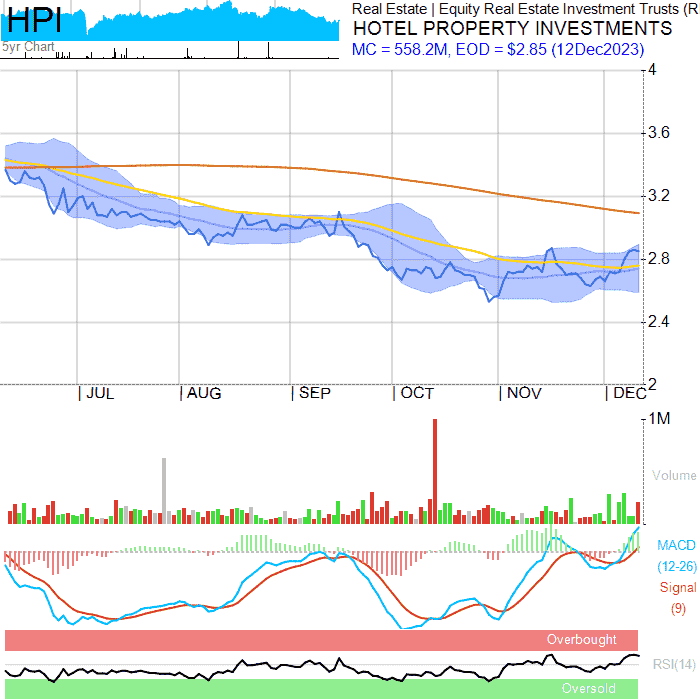 HPI
5yr Chart
Real Estate | Equity Real Estate Investment Trusts (R
HOTEL PROPERTY INVESTMENTS
MC = 558.2M, EOD = $2.85 (12Dec2023)
4
3.6
3.2
2.8
2.4
2
JUL AUG SEP OCT NOV DEC
1M
Volume
MACD
(12-26)
Signal
(9)
Overbought
RSI(14)
Oversold